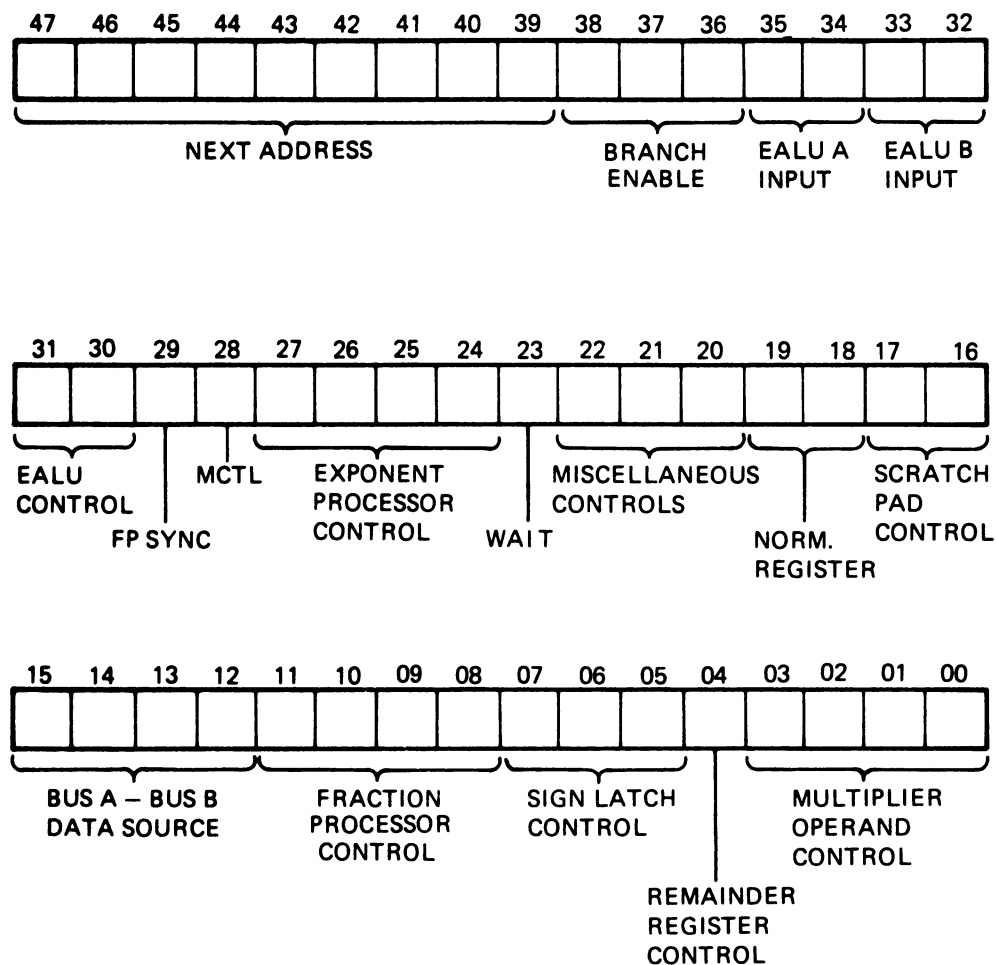 47 46 45 44 43 42 41 40 39 38 37 36 35 34 33 32
NEXT ADDRESS
BRANCH
ENABLE
EALU A
INPUT
EALU B
INPUT
31 30 29 28 27 26 25 24 23 22 21 20 19 18 17 16
EALU
CONTROL
FP SYNC
MCTL
EXPONENT
PROCESSOR
CONTROL
WAIT
MISCELLANEOUS
CONTROLS
NORM.
REGISTER
SCRATCH
PAD
CONTROL
15 14 13 12 11 10 09 08 07 06 05 04 03 02 01 00
BUS A – BUS B
DATA SOURCE
FRACTION
PROCESSOR
CONTROL
SIGN LATCH
CONTROL
REMAINDER
REGISTER
CONTROL
MULTIPLIER
OPERAND
CONTROL